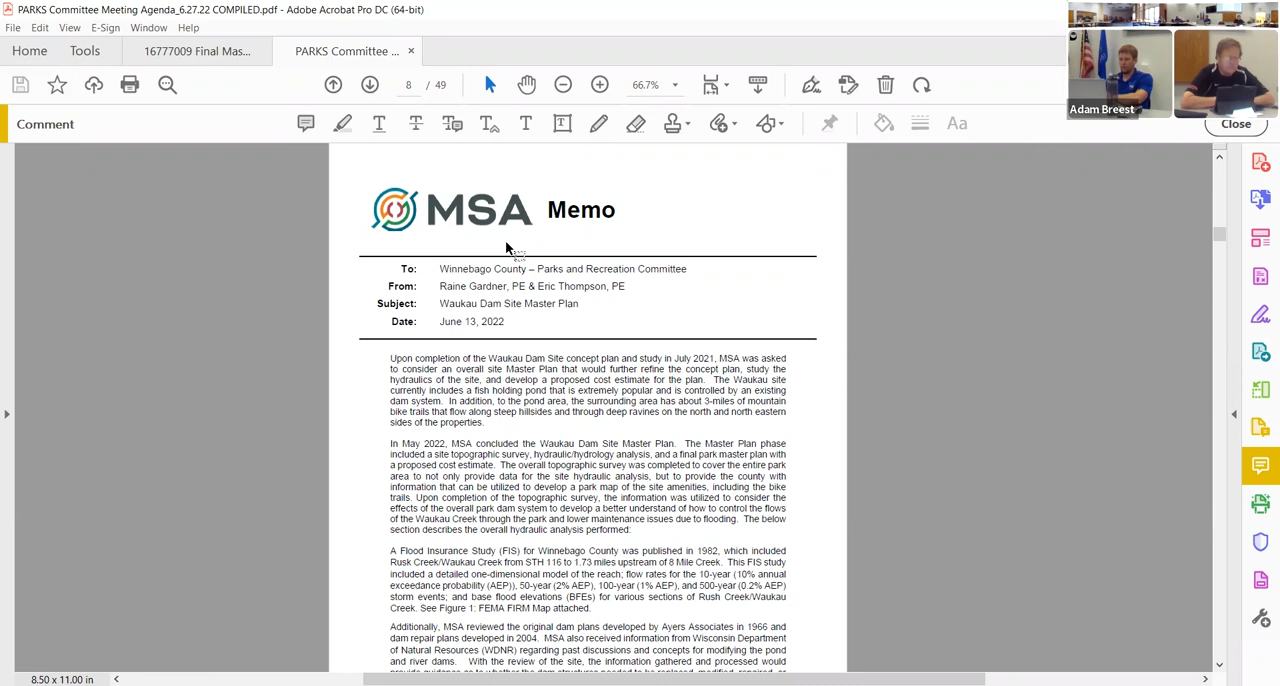 PARKS Committee Meeting Agenda_6.27.22 COMPILED.pdf - Adobe Acrobat Pro DC (64-bit)
File Edit View E-Sign Window Help
Home Tools 16777009 Final Mas... PARKS Committee ... ×
8 / 49 66.7%
Adam Breest
Comment Aa Close
MSA Memo
To: Winnebago County – Parks and Recreation Committee
From: Raine Gardner, PE & Eric Thompson, PE
Subject: Waukau Dam Site Master Plan
Date: June 13, 2022
Upon completion of the Waukau Dam Site concept plan and study in July 2021, MSA was asked
to consider an overall site Master Plan that would further refine the concept plan, study the
hydraulics of the site, and develop a proposed cost estimate for the plan. The Waukau site
currently includes a fish holding pond that is extremely popular and is controlled by an existing
dam system. In addition, to the pond area, the surrounding area has about 3-miles of mountain
bike trails that flow along steep hillsides and through deep ravines on the north and north eastern
sides of the properties.
In May 2022, MSA concluded the Waukau Dam Site Master Plan. The Master Plan phase
included a site topographic survey, hydraulic/hydrology analysis, and a final park master plan with
a proposed cost estimate. The overall topographic survey was completed to cover the entire park
area to not only provide data for the site hydraulic analysis, but to provide the county with
information that can be utilized to develop a park map of the site amenities, including the bike
trails. Upon completion of the topographic survey, the information was utilized to consider the
effects of the overall park dam system to develop a better understand of how to control the flows
of the Waukau Creek through the park and lower maintenance issues due to flooding. The below
section describes the overall hydraulic analysis performed:
A Flood Insurance Study (FIS) for Winnebago County was published in 1982, which included
Rusk Creek/Waukau Creek from STH 116 to 1.73 miles upstream of 8 Mile Creek. This FIS study
included a detailed one-dimensional model of the reach; flow rates for the 10-year (10% annual
exceedance probability (AEP)), 50-year (2% AEP), 100-year (1% AEP), and 500-year (0.2% AEP)
storm events; and base flood elevations (BFEs) for various sections of Rush Creek/Waukau
Creek. See Figure 1: FEMA FIRM Map attached.
Additionally, MSA reviewed the original dam plans developed by Ayers Associates in 1966 and
dam repair plans developed in 2004. MSA also received information from Wisconsin Department
of Natural Resources (WDNR) regarding past discussions and concepts for modifying the pond
and river dams. With the review of the site, the information gathered and processed would
8.50 x 11.00 in